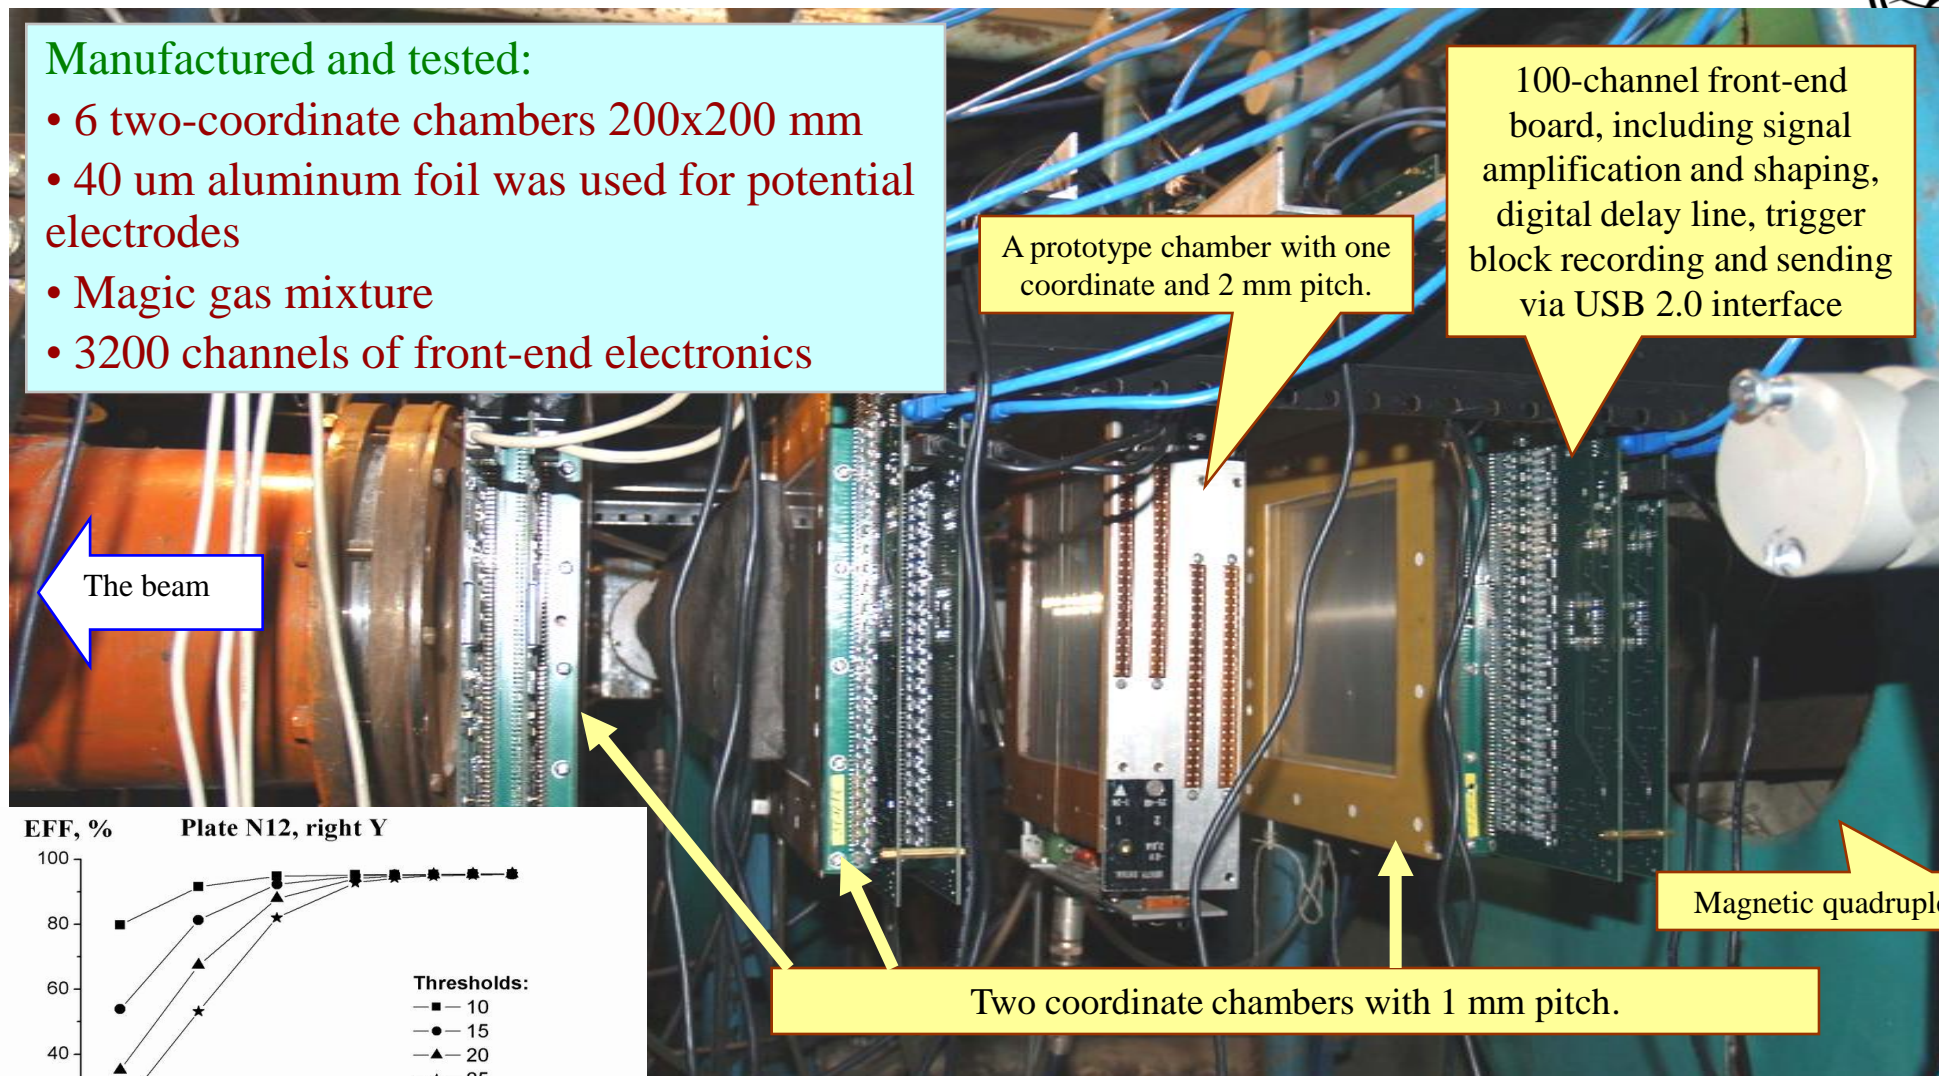 Manufactured and tested:
• 6 two-coordinate chambers 200x200 mm
• 40 um aluminum foil was used for potential
electrodes
• Magic gas mixture
• 3200 channels of front-end electronics
100-channel front-end
board, including signal
amplification and shaping,
digital delay line, trigger
block recording and sending
via USB 2.0 interface
A prototype chamber with one
coordinate and 2 mm pitch.
The beam
Magnetic
Two coordinate chambers with 1 mm pitch.
EFF, %
Plate N12, right Y
100
80
60
40
Thresholds:
10
15
20